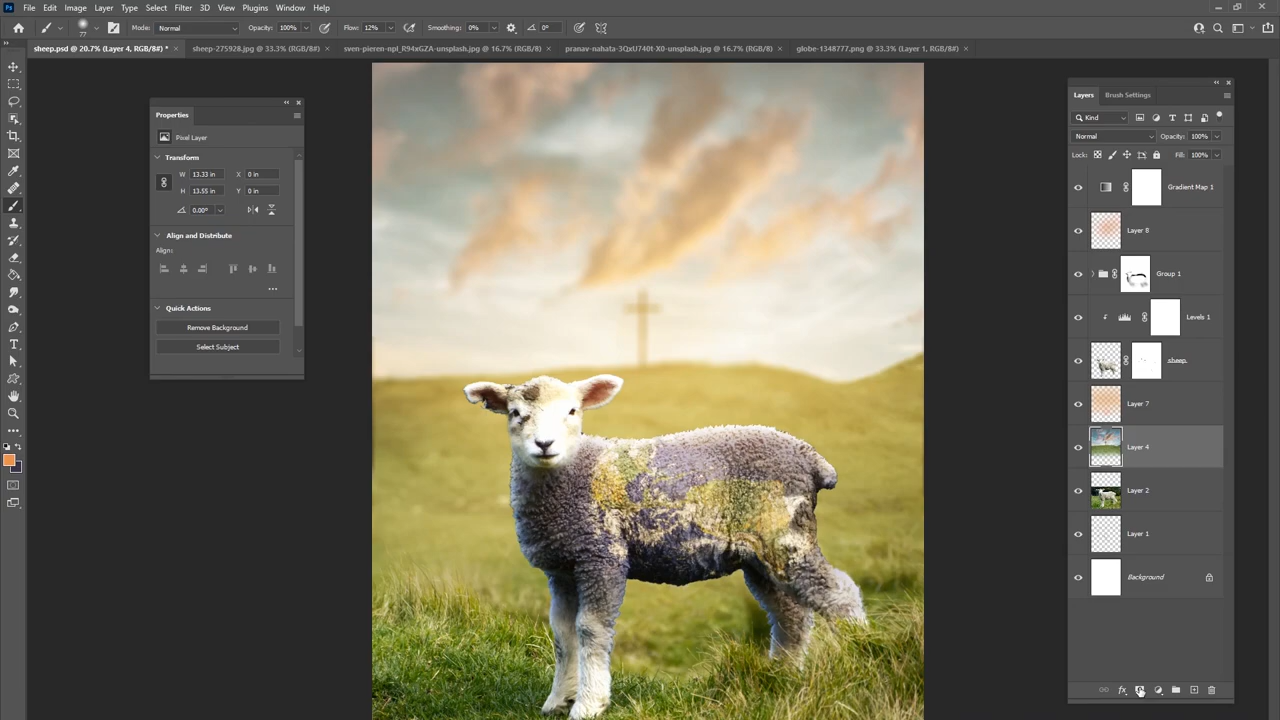 Ps File Edit Image Layer Type Select Filter 3D View Plugins Window Help
77 Mode: Normal Opacity: 100% Flow: 12% Smoothing: 0% 0°
sheep.psd @ 20.7% (Layer 4, RGB/8#) * × sheep-275928.jpg @ 33.3% (RGB/8#) × sven-pieren-npl_R94xGZA-unsplash.jpg @ 16.7% (RGB/8) × pranav-nahata-3QxU740t-X0-unsplash.jpg @ 16.7% (RGB/8) × globe-1348777.png @ 33.3% (Layer 1, RGB/8#) ×
Properties
Pixel Layer
Transform
W 13.33 in X 0 in
H 13.55 in Y 0 in
0.00°
Align and Distribute
Align:
Quick Actions
Remove Background
Select Subject
Layers Brush Settings
Kind
Normal Opacity: 100%
Lock: Fill: 100%
Gradient Map 1
Layer 8
Group 1
Levels 1
sheep.
Layer 7
Layer 4
Layer 2
Layer 1
Background
fx